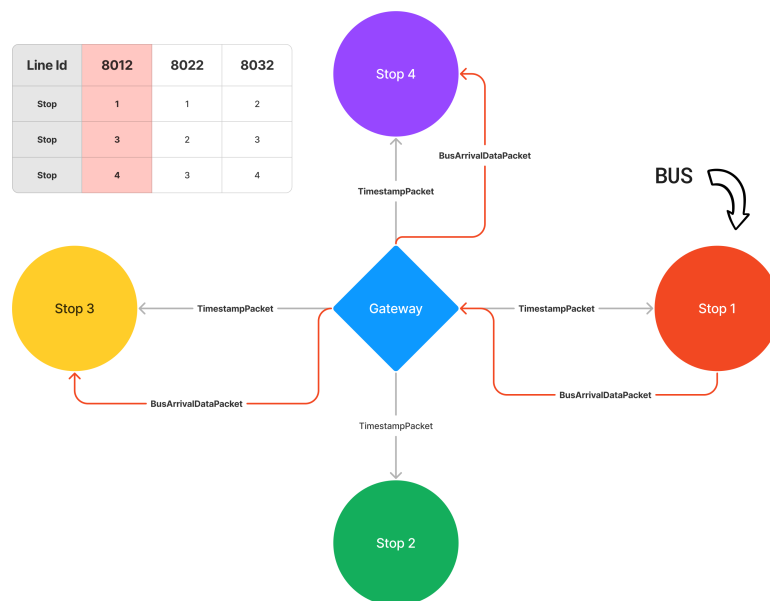 Line Id 8012 8022 8032
Stop 1 1 2
Stop 3 2 3
Stop 4 3 4
Stop 4
BusArrivalDataPacket
TimestampPacket
BUS
Stop 3
TimestampPacket
Gateway
TimestampPacket
Stop 1
BusArrivalDataPacket
BusArrivalDataPacket
TimestampPacket
Stop 2